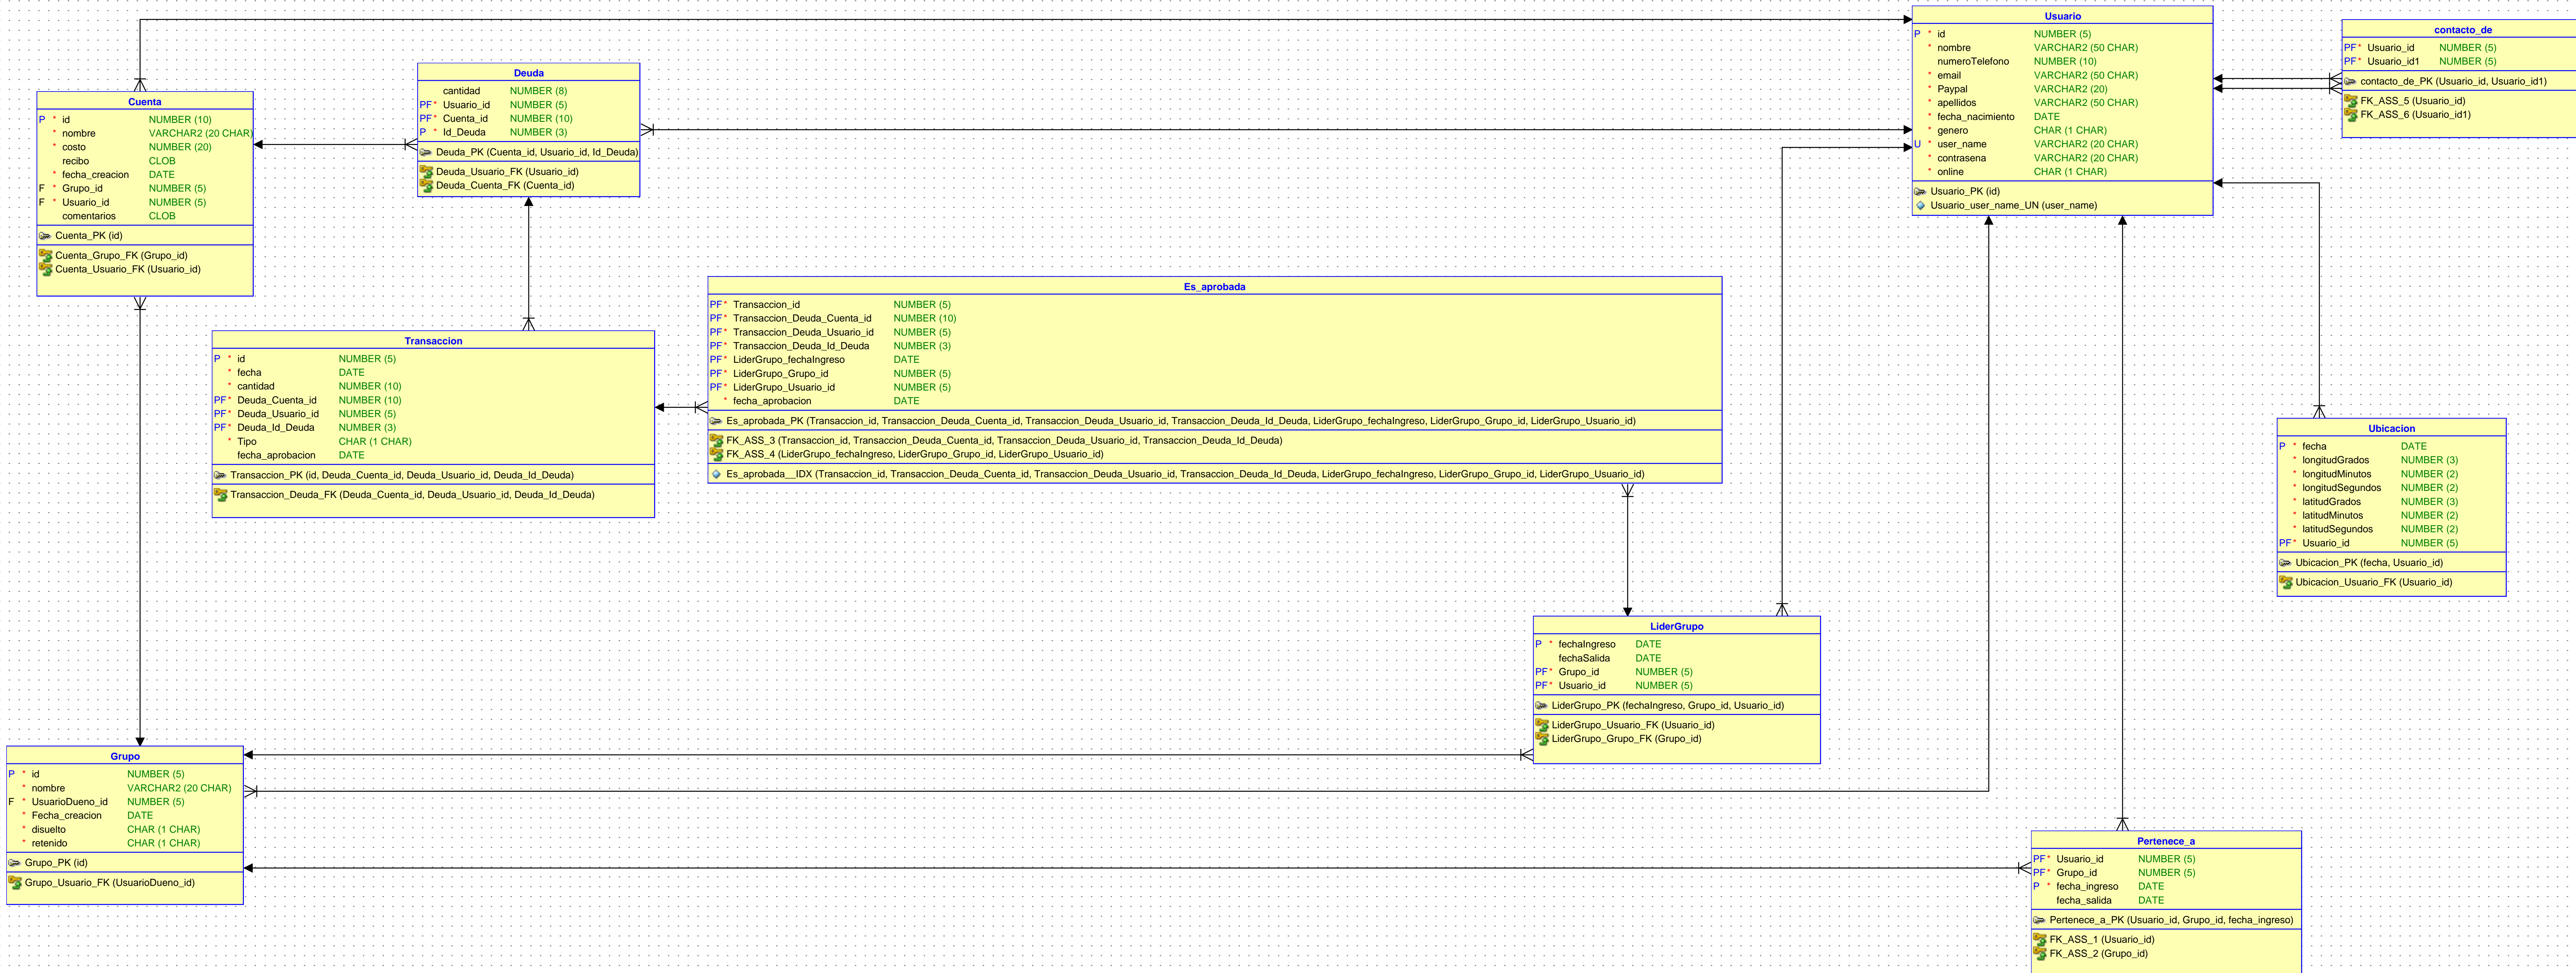 Usuario
P * id NUMBER (5)
* nombre VARCHAR2 (50 CHAR)
numeroTelefono NUMBER (10)
* email VARCHAR2 (50 CHAR)
* Paypal VARCHAR2 (20)
* apellidos VARCHAR2 (50 CHAR)
* fecha_nacimiento DATE
* genero CHAR (1 CHAR)
U * user_name VARCHAR2 (20 CHAR)
* contrasena VARCHAR2 (20 CHAR)
* online CHAR (1 CHAR)
Usuario_PK (id)
Usuario_user_name_UN (user_name)
contacto_de
PF* Usuario_id NUMBER (5)
PF* Usuario_id1 NUMBER (5)
contacto_de_PK (Usuario_id, Usuario_id1)
FK_ASS_5 (Usuario_id)
FK_ASS_6 (Usuario_id1)
Deuda
cantidad NUMBER (8)
PF* Usuario_id NUMBER (5)
PF* Cuenta_id NUMBER (10)
P * Id_Deuda NUMBER (3)
Deuda_PK (Cuenta_id, Usuario_id, Id_Deuda)
Deuda_Usuario_FK (Usuario_id)
Deuda_Cuenta_FK (Cuenta_id)
Cuenta
P * id NUMBER (10)
* nombre VARCHAR2 (20 CHAR)
* costo NUMBER (20)
recibo CLOB
* fecha_creacion DATE
F * Grupo_id NUMBER (5)
F * Usuario_id NUMBER (5)
comentarios CLOB
Cuenta_PK (id)
Cuenta_Grupo_FK (Grupo_id)
Cuenta_Usuario_FK (Usuario_id)
Es_aprobada
PF* Transaccion_id NUMBER (5)
PF* Transaccion_Deuda_Cuenta_id NUMBER (10)
PF* Transaccion_Deuda_Usuario_id NUMBER (5)
PF* Transaccion_Deuda_Id_Deuda NUMBER (3)
PF* LiderGrupo_fechaIngreso DATE
PF* LiderGrupo_Grupo_id NUMBER (5)
PF* LiderGrupo_Usuario_id NUMBER (5)
* fecha_aprobacion DATE
Es_aprobada_PK (Transaccion_id, Transaccion_Deuda_Cuenta_id, Transaccion_Deuda_Usuario_id, Transaccion_Deuda_Id_Deuda, LiderGrupo_fechaIngreso, LiderGrupo_Grupo_id, LiderGrupo_Usuario_id)
FK_ASS_3 (Transaccion_id, Transaccion_Deuda_Cuenta_id, Transaccion_Deuda_Usuario_id, Transaccion_Deuda_Id_Deuda)
FK_ASS_4 (LiderGrupo_fechaIngreso, LiderGrupo_Grupo_id, LiderGrupo_Usuario_id)
Es_aprobada__IDX (Transaccion_id, Transaccion_Deuda_Cuenta_id, Transaccion_Deuda_Usuario_id, Transaccion_Deuda_Id_Deuda, LiderGrupo_fechaIngreso, LiderGrupo_Grupo_id, LiderGrupo_Usuario_id)
Transaccion
P * id NUMBER (5)
* fecha DATE
* cantidad NUMBER (10)
PF* Deuda_Cuenta_id NUMBER (10)
PF* Deuda_Usuario_id NUMBER (5)
PF* Deuda_Id_Deuda NUMBER (3)
* Tipo CHAR (1 CHAR)
fecha_aprobacion DATE
Transaccion_PK (id, Deuda_Cuenta_id, Deuda_Usuario_id, Deuda_Id_Deuda)
Transaccion_Deuda_FK (Deuda_Cuenta_id, Deuda_Usuario_id, Deuda_Id_Deuda)
Ubicacion
P * fecha DATE
* longitudGrados NUMBER (3)
* longitudMinutos NUMBER (2)
* longitudSegundos NUMBER (2)
* latitudGrados NUMBER (3)
* latitudMinutos NUMBER (2)
* latitudSegundos NUMBER (2)
PF* Usuario_id NUMBER (5)
Ubicacion_PK (fecha, Usuario_id)
Ubicacion_Usuario_FK (Usuario_id)
LiderGrupo
P * fechaIngreso DATE
fechaSalida DATE
PF* Grupo_id NUMBER (5)
PF* Usuario_id NUMBER (5)
LiderGrupo_PK (fechaIngreso, Grupo_id, Usuario_id)
LiderGrupo_Usuario_FK (Usuario_id)
LiderGrupo_Grupo_FK (Grupo_id)
Grupo
P * id NUMBER (5)
* nombre VARCHAR2 (20 CHAR)
F * UsuarioDueno_id NUMBER (5)
* Fecha_creacion DATE
* disuelto CHAR (1 CHAR)
* retenido CHAR (1 CHAR)
Grupo_PK (id)
Grupo_Usuario_FK (UsuarioDueno_id)
Pertenece_a
PF* Usuario_id NUMBER (5)
PF* Grupo_id NUMBER (5)
P * fecha_ingreso DATE
fecha_salida DATE
Pertenece_a_PK (Usuario_id, Grupo_id, fecha_ingreso)
FK_ASS_1 (Usuario_id)
FK_ASS_2 (Grupo_id)